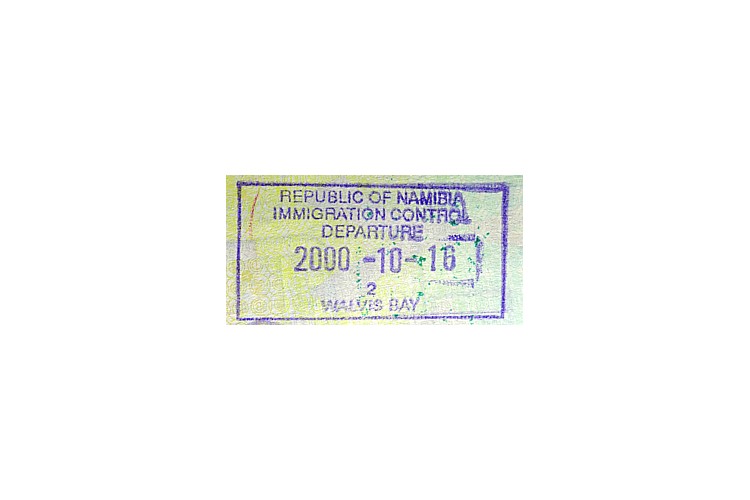 REPUBLIC OF NAMIBIA
IMMIGRATION CONTROL
DEPARTURE
2000 -10- 16
2
WALVIS BAY